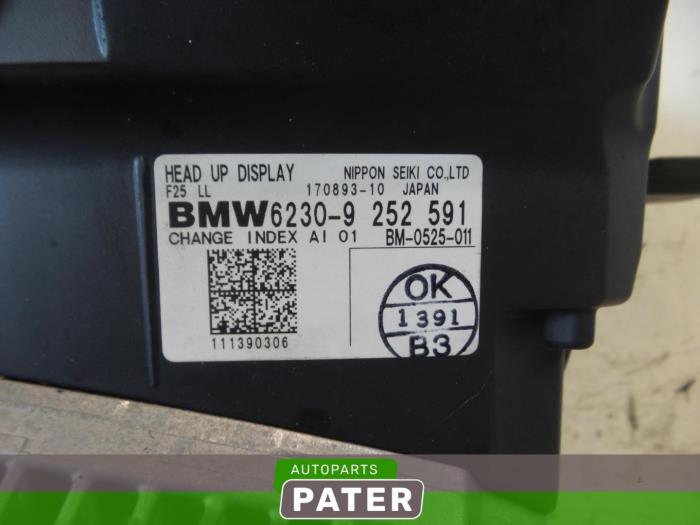 HEAD UP DISPLAY NIPPON SEIKI CO.,LTD
F25 LL 170893-10 JAPAN
BMW6230-9 252 591
CHANGE INDEX AI 01 BM-0525-011
OK
1391
B3
111390306
AUTOPARTS
PATER